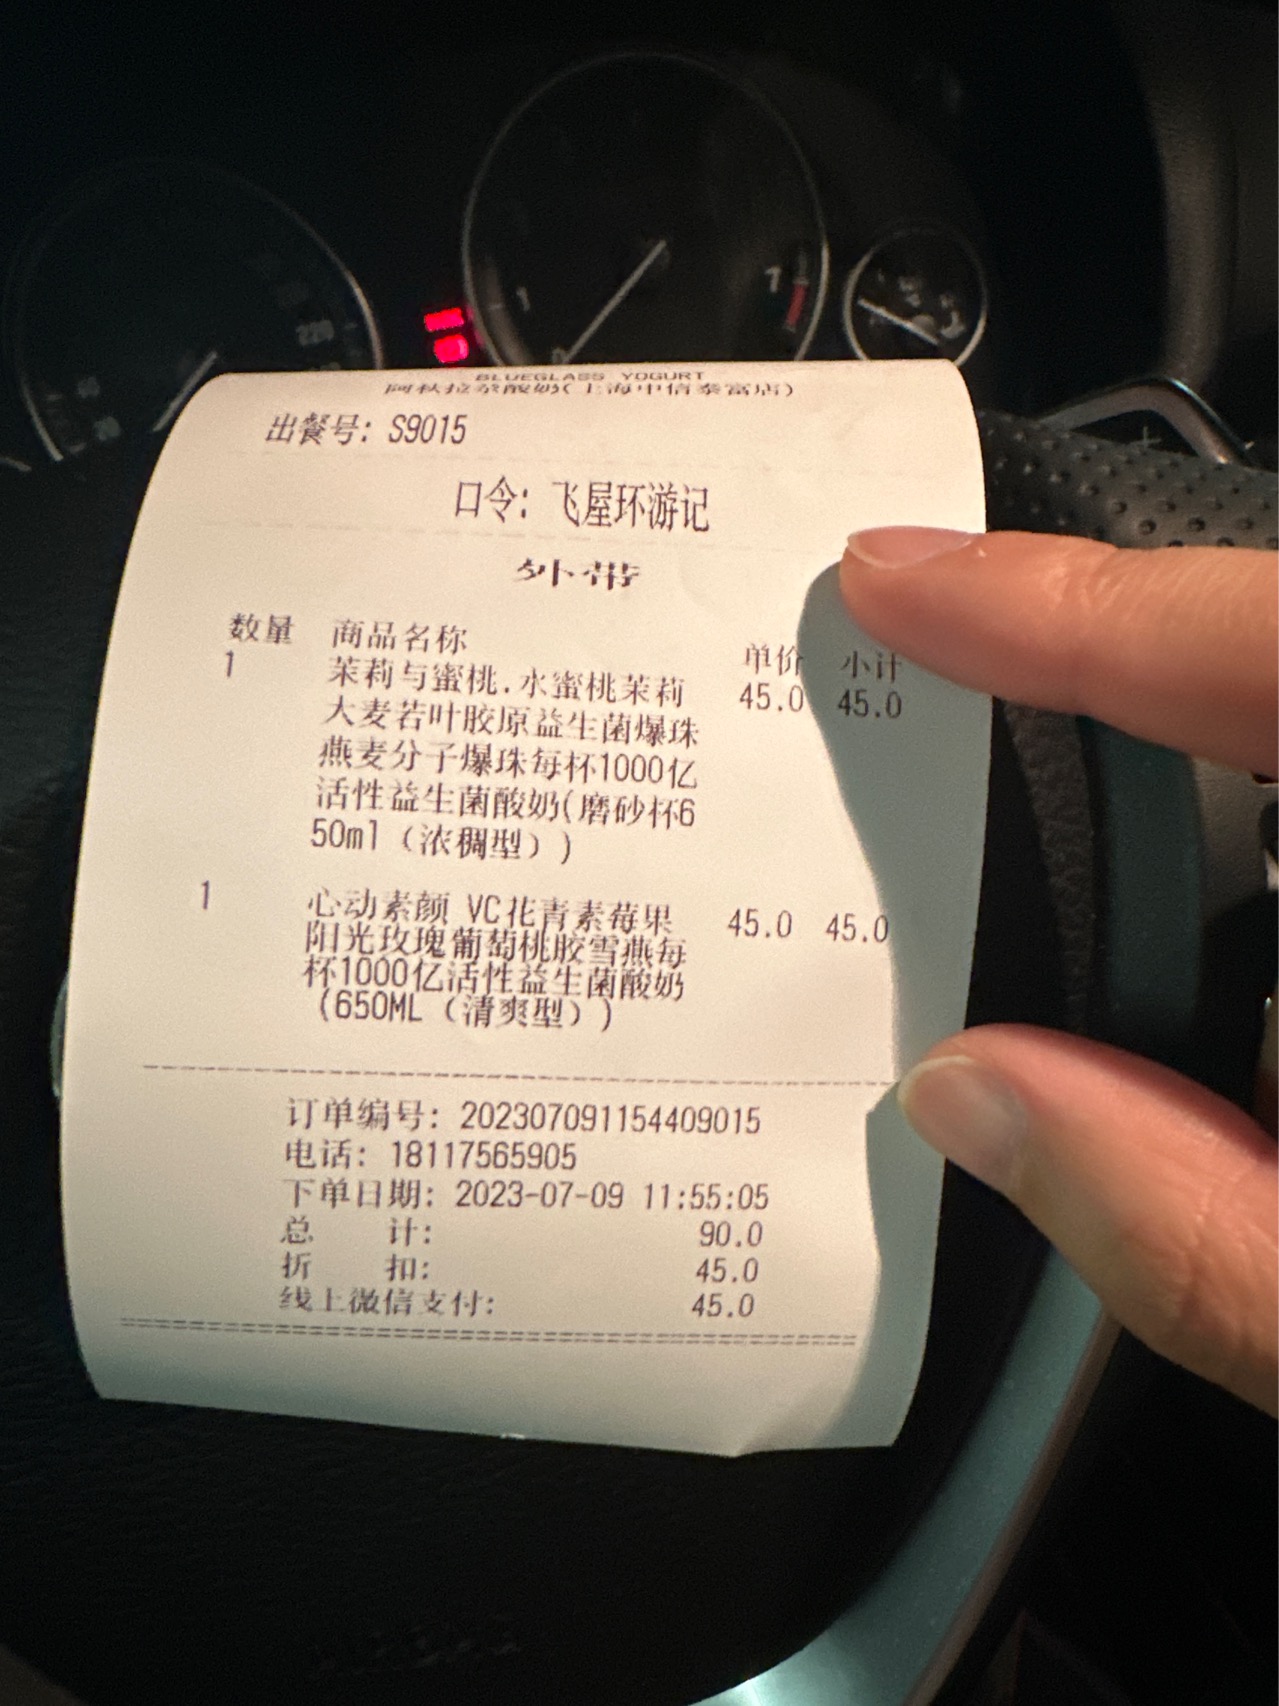 BLUEGLASS YOGURT
阿秋拉尕酸奶(上海中信泰富店)
出餐号: S9015
口令: 飞屋环游记
外带
数量 商品名称 单价 小计
1 茉莉与蜜桃.水蜜桃茉莉 45.0 45.0
大麦若叶胶原益生菌爆珠
燕麦分子爆珠每杯1000亿
活性益生菌酸奶(磨砂杯6
50ml（浓稠型）)
1 心动素颜 VC花青素莓果 45.0 45.0
阳光玫瑰葡萄桃胶雪燕每
杯1000亿活性益生菌酸奶
(650ML（清爽型）)
订单编号: 202307091154409015
电话: 18117565905
下单日期: 2023-07-09 11:55:05
总 计: 90.0
折 扣: 45.0
线上微信支付: 45.0
220
20
1
7
0